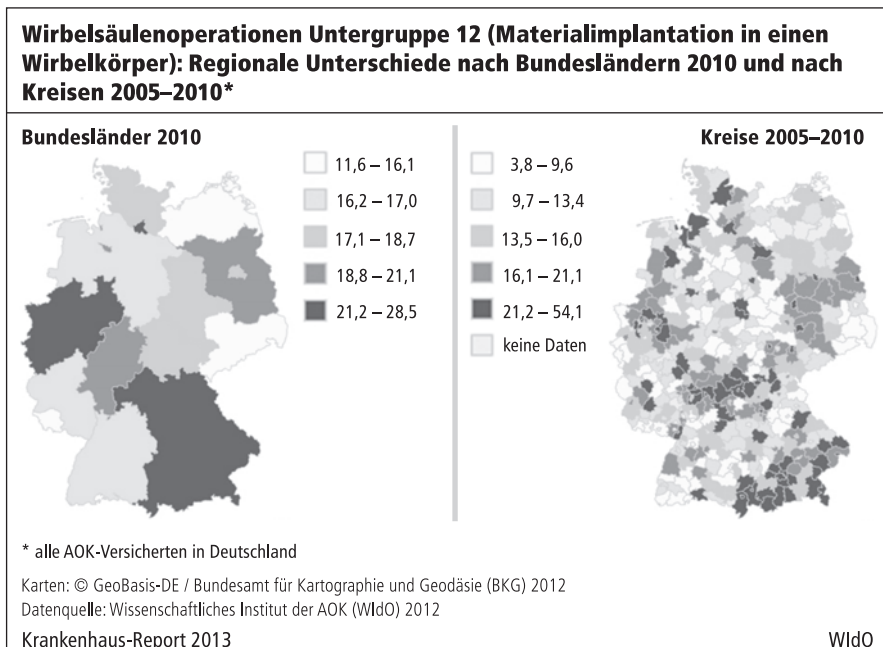 Wirbelsäulenoperationen Untergruppe 12 (Materialimplantation in einen
Wirbelkörper): Regionale Unterschiede nach Bundesländern 2010 und nach
Kreisen 2005–2010*
Bundesländer 2010
11,6 – 16,1
16,2 – 17,0
17,1 – 18,7
18,8 – 21,1
21,2 – 28,5
Kreise 2005–2010
3,8 – 9,6
9,7 – 13,4
13,5 – 16,0
16,1 – 21,1
21,2 – 54,1
keine Daten
* alle AOK-Versicherten in Deutschland
Karten: © GeoBasis-DE / Bundesamt für Kartographie und Geodäsie (BKG) 2012
Datenquelle: Wissenschaftliches Institut der AOK (WIdO) 2012
Krankenhaus-Report 2013
WIdO